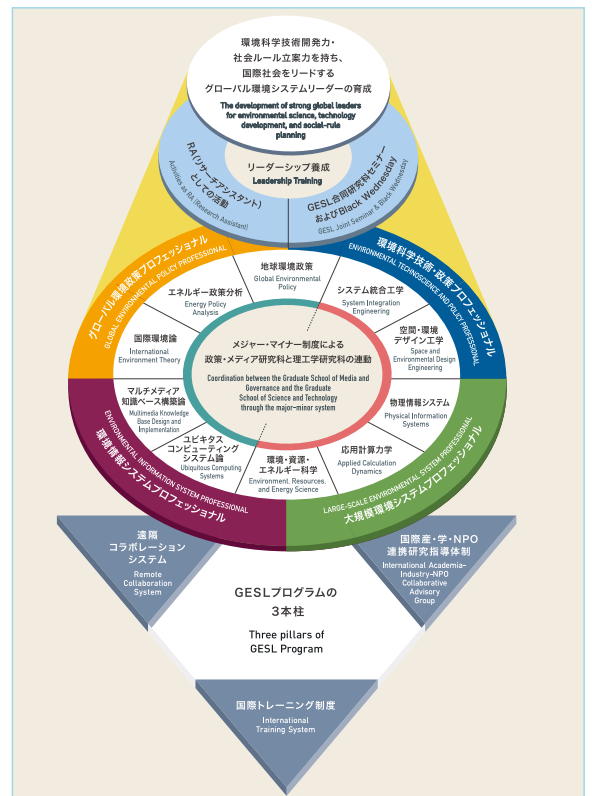 環境科学技術開発力・
社会ルール立案力を持ち、
国際社会をリードする
グローバル環境システムリーダーの育成
The development of strong global leaders
for environmental science, technology
development, and social-rule
planning
リーダーシップ養成
Leadership Training
RA(リサーチアシスタント)
としての活動
Activities as RA (Research Assistant)
GESL合同研究科セミナー
およびBlack Wednesday
GESL Joint Seminar & Black Wednesday
グローバル環境政策プロフェッショナル
GLOBAL ENVIRONMENTAL POLICY PROFESSIONAL
環境科学技術・政策プロフェッショナル
ENVIRONMENTAL TECHNOSCIENCE AND POLICY PROFESSIONAL
地球環境政策
Global Environmental
Policy
システム統合工学
System Integration
Engineering
エネルギー政策分析
Energy Policy
Analysis
空間・環境
デザイン工学
Space and
Environmental Design
Engineering
国際環境論
International
Environment Theory
メジャー・マイナー制度による
政策・メディア研究科と理工学研究科の連動
Coordination between the Graduate School of Media and
Governance and the Graduate
School of Science and Technology
through the major-minor system
マルチメディア
知識ベース構築論
Multimedia Knowledge
Base Design and
Implementation
物理情報システム
Physical Information
Systems
ユビキタス
コンピューティング
システム論
Ubiquitous Computing
Systems
環境・資源・
エネルギー科学
Environment, Resources,
and Energy Science
応用計算力学
Applied Calculation
Dynamics
ENVIRONMENTAL INFORMATION SYSTEM PROFESSIONAL
環境情報システムプロフェッショナル
LARGE-SCALE ENVIRONMENTAL SYSTEM PROFESSIONAL
大規模環境システムプロフェッショナル
遠隔
コラボレーション
システム
Remote
Collaboration
System
国際産・学・NPO
連携研究指導体制
International Academia-
Industry-NPO
Collaborative
Advisory
Group
GESLプログラムの
3本柱
Three pillars of
GESL Program
国際トレーニング制度
International
Training System